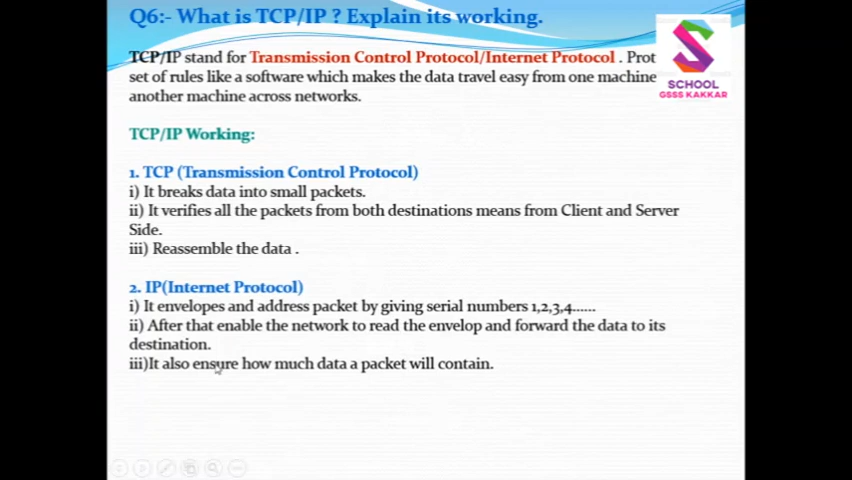 Q6:- What is TCP/IP ? Explain its working.
TCP/IP stand for Transmission Control Protocol/Internet Protocol . Prot
set of rules like a software which makes the data travel easy from one machine
another machine across networks.
SCHOOL
GSSS KAKKAR
TCP/IP Working:
1. TCP (Transmission Control Protocol)
i) It breaks data into small packets.
ii) It verifies all the packets from both destinations means from Client and Server
Side.
iii) Reassemble the data .
2. IP(Internet Protocol)
i) It envelopes and address packet by giving serial numbers 1,2,3,4......
ii) After that enable the network to read the envelop and forward the data to its
destination.
iii)It also ensure how much data a packet will contain.